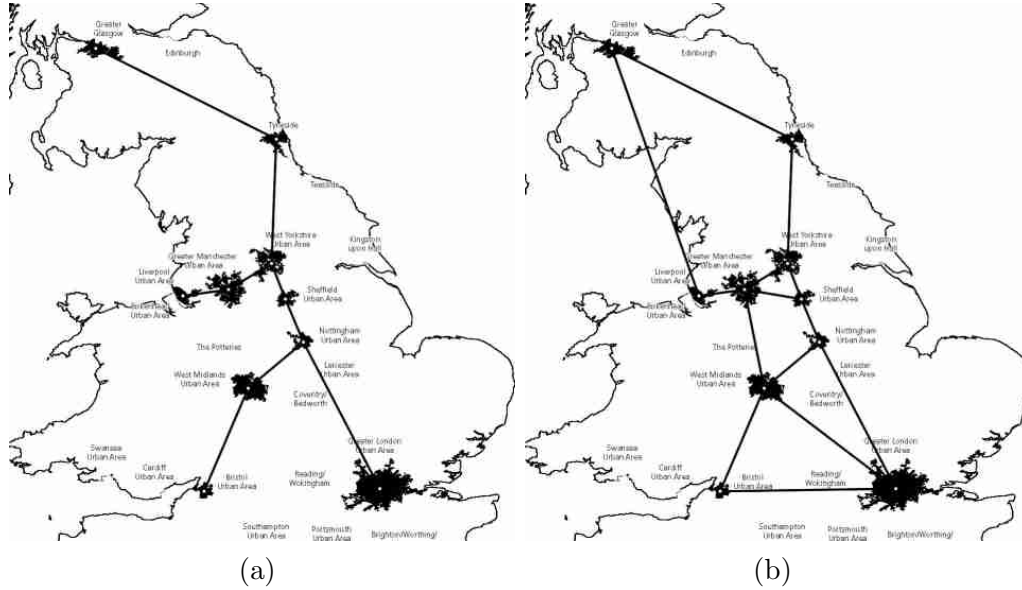 Greater
Glasgow
Edinburgh
Tyneside
Teesside
West Yorkshire
Urban Area
Kingston
upon Hull
Greater Manchester
Urban Area
Liverpool
Urban Area
Birkenhead
Urban Area
Sheffield
Urban Area
Nottingham
Urban Area
The Potteries
Leicester
Urban Area
West Midlands
Urban Area
Coventry/
Bedworth
Greater London
Urban Area
Swansea
Urban Area
Cardiff
Urban Area
Bristol
Urban Area
Reading/
Wokingham
Southampton
Urban Area
Portsmouth
Urban Area
Brighton/Worthing/
(a)
Greater
Glasgow
Edinburgh
Tyneside
Teesside
West Yorkshire
Urban Area
Kingston
upon Hull
Greater Manchester
Urban Area
Liverpool
Urban Area
Birkenhead
Urban Area
Sheffield
Urban Area
Nottingham
Urban Area
The Potteries
Leicester
Urban Area
West Midlands
Urban Area
Coventry/
Bedworth
Greater London
Urban Area
Swansea
Urban Area
Cardiff
Urban Area
Bristol
Urban Area
Reading/
Wokingham
Southampton
Urban Area
Portsmouth
Urban Area
Brighton/Worthing/
(b)